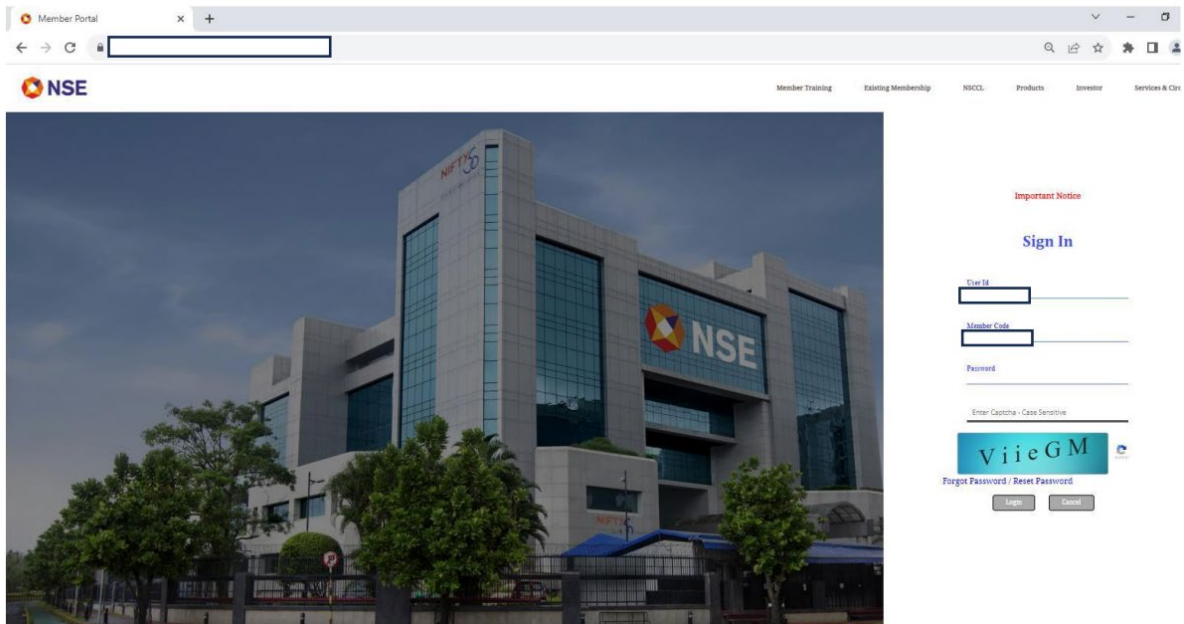 Member Portal
NSE
Member Training Existing Membership NSCCL Products Investor Services & Circ
NIFTY50
Important Notice
Sign In
User Id
NSE
Member Code
Password
Enter Captcha - Case Sensitive
ViieGM
Forgot Password / Reset Password
Login Cancel
NIFTY